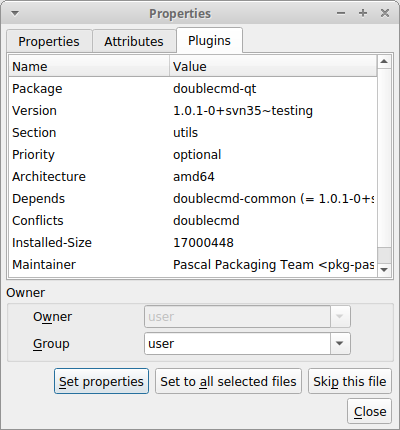 Properties
Properties Attributes Plugins
Name Value
Package doublecmd-qt
Version 1.0.1-0+svn35~testing
Section utils
Priority optional
Architecture amd64
Depends doublecmd-common (= 1.0.1-0+s
Conflicts doublecmd
Installed-Size 17000448
Maintainer Pascal Packaging Team <pkg-pas
Owner
Owner user
Group user
Set properties Set to all selected files Skip this file
Close